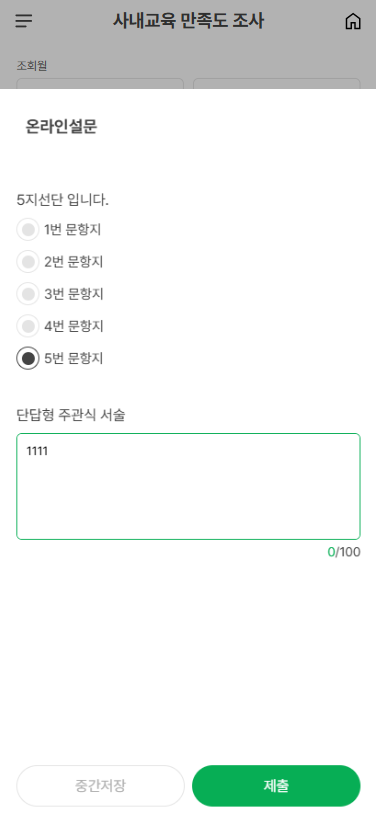 사내교육 만족도 조사
조회월
온라인설문
5지선단 입니다.
1번 문항지
2번 문항지
3번 문항지
4번 문항지
5번 문항지
단답형 주관식 서술
1111
0/100
중간저장
제출